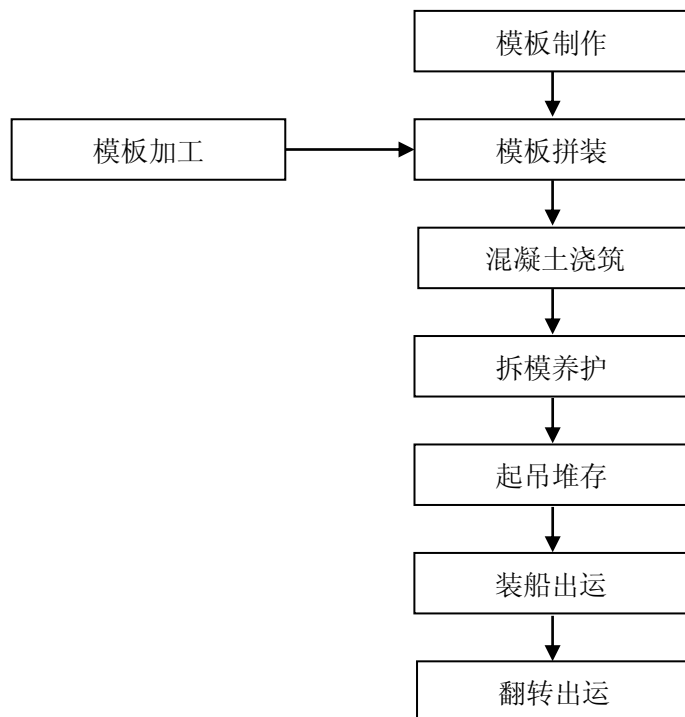 模板制作
模板加工
模板拼装
混凝土浇筑
拆模养护
起吊堆存
装船出运
翻转出运